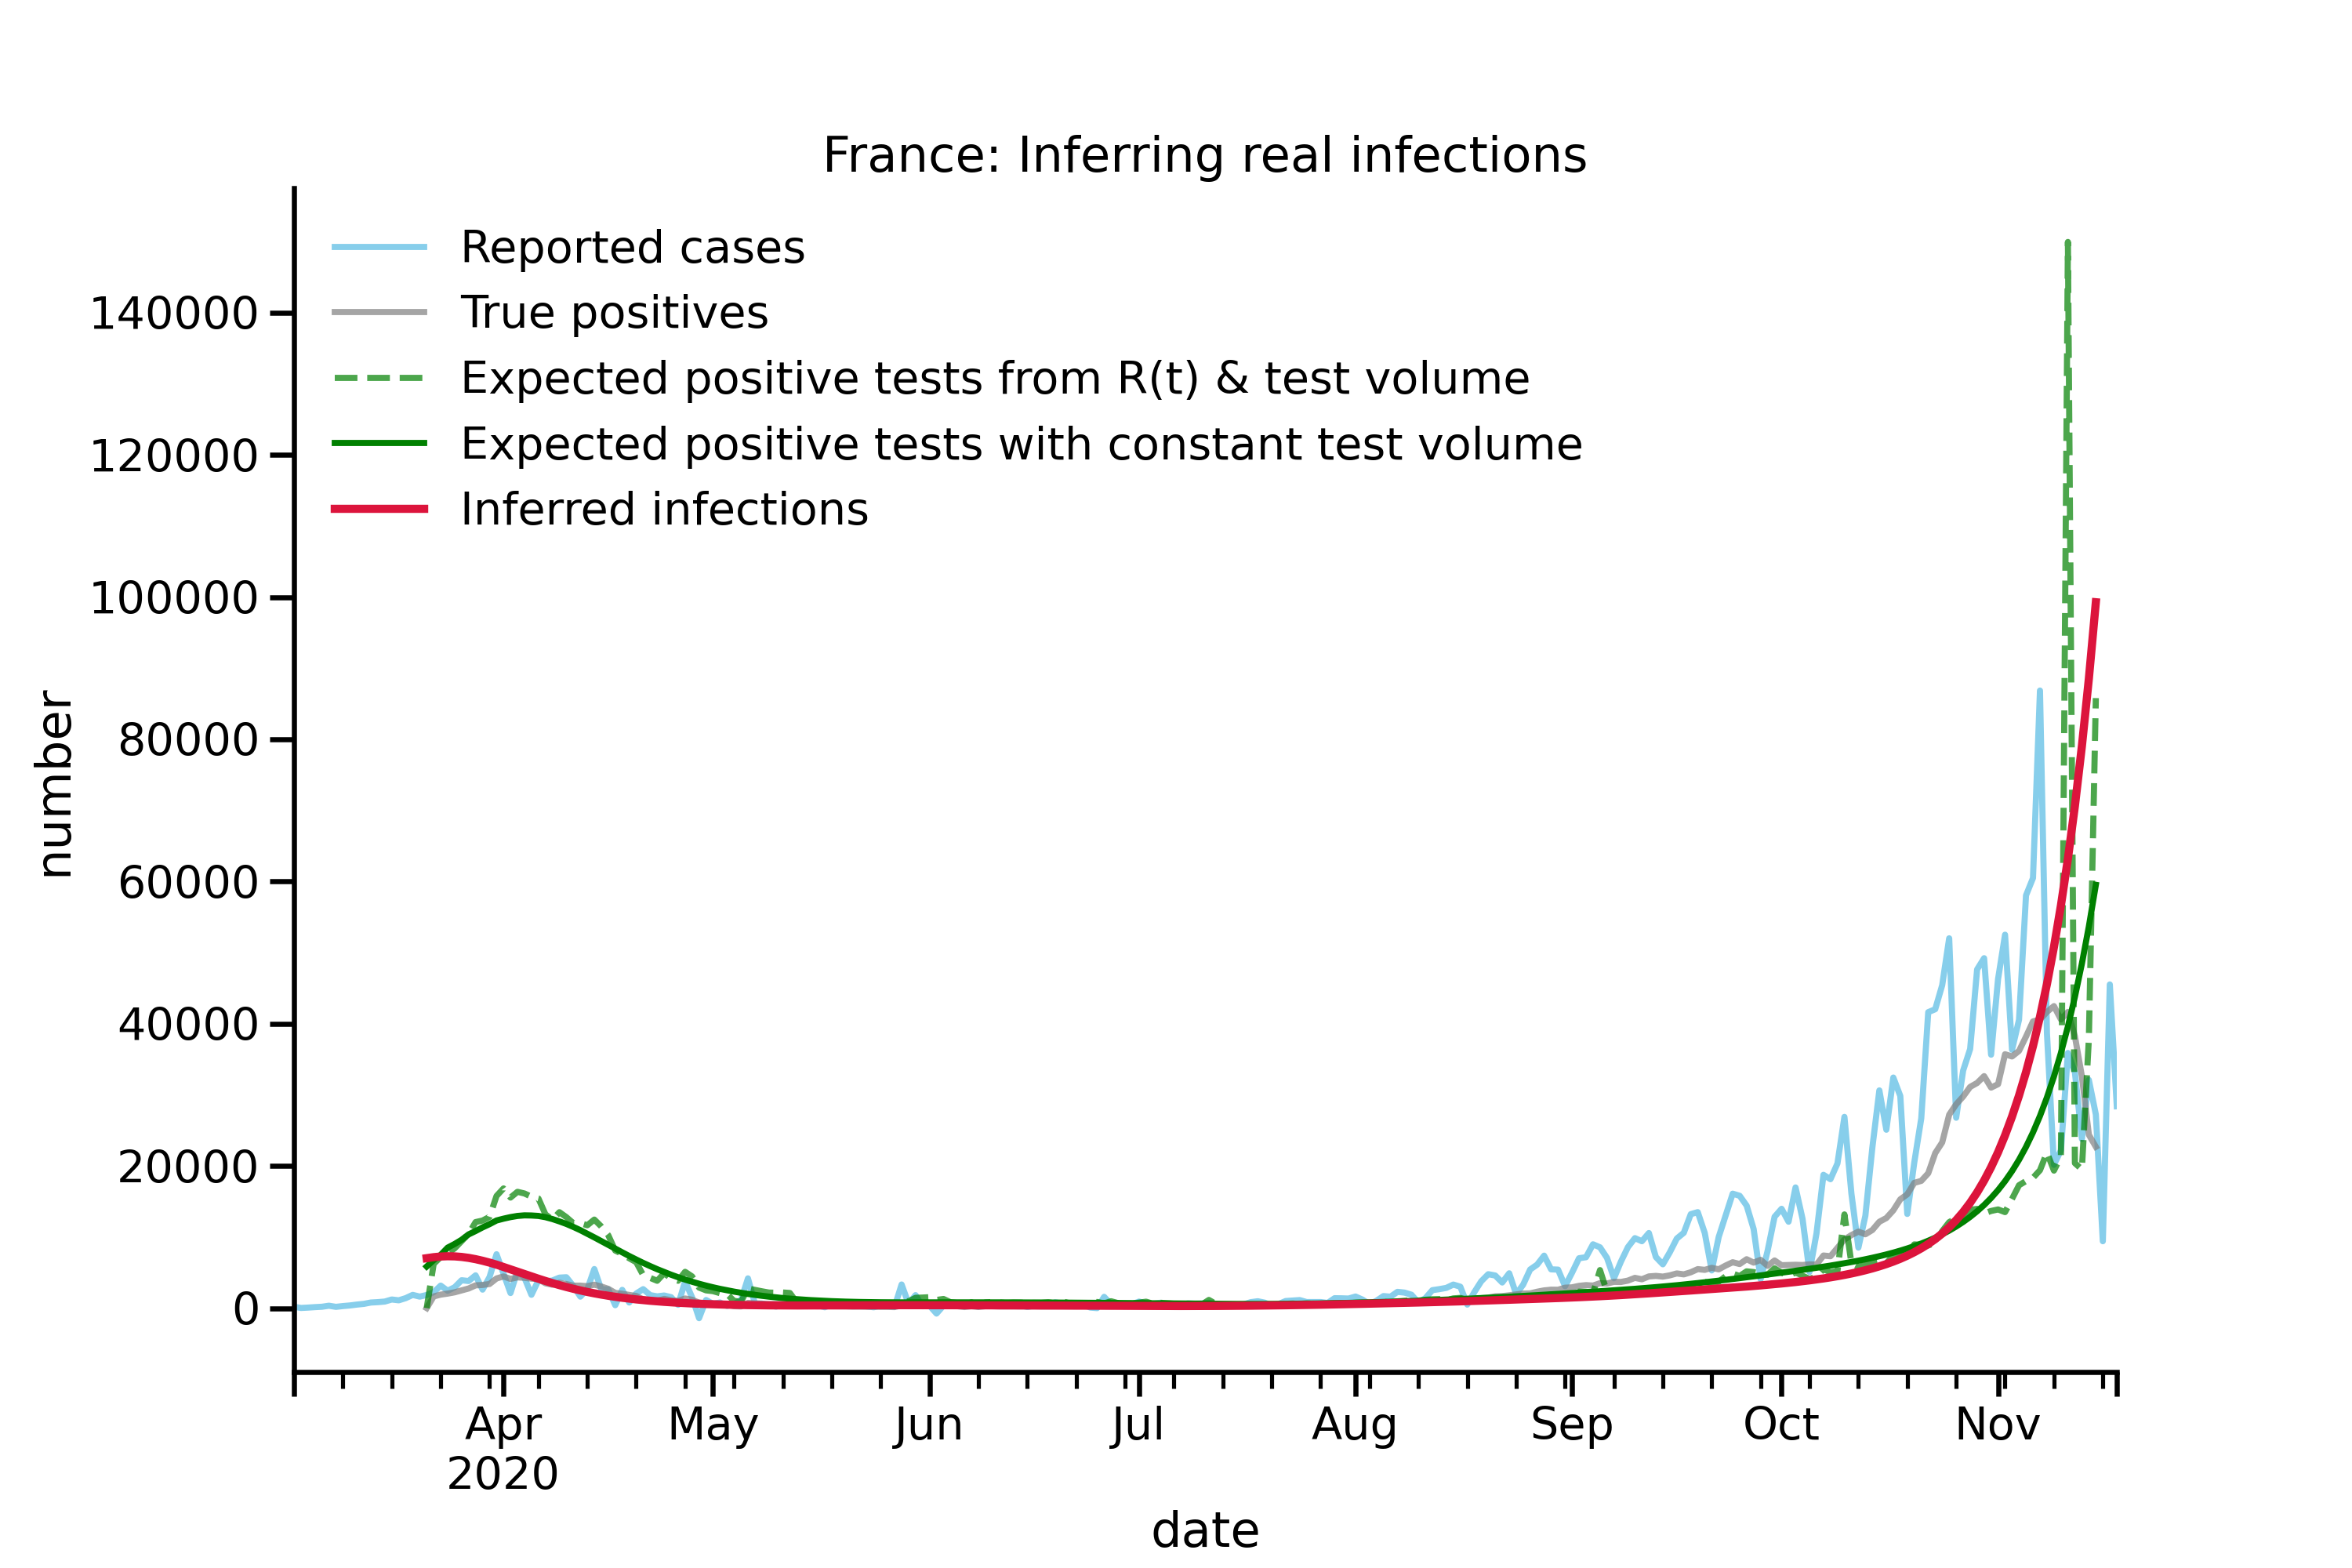 France: Inferring real infections
Reported cases
True positives
Expected positive tests from R(t) & test volume
Expected positive tests with constant test volume
Inferred infections
140000
120000
100000
80000
60000
40000
20000
0
number
Apr May Jun Jul Aug Sep Oct Nov
2020
date